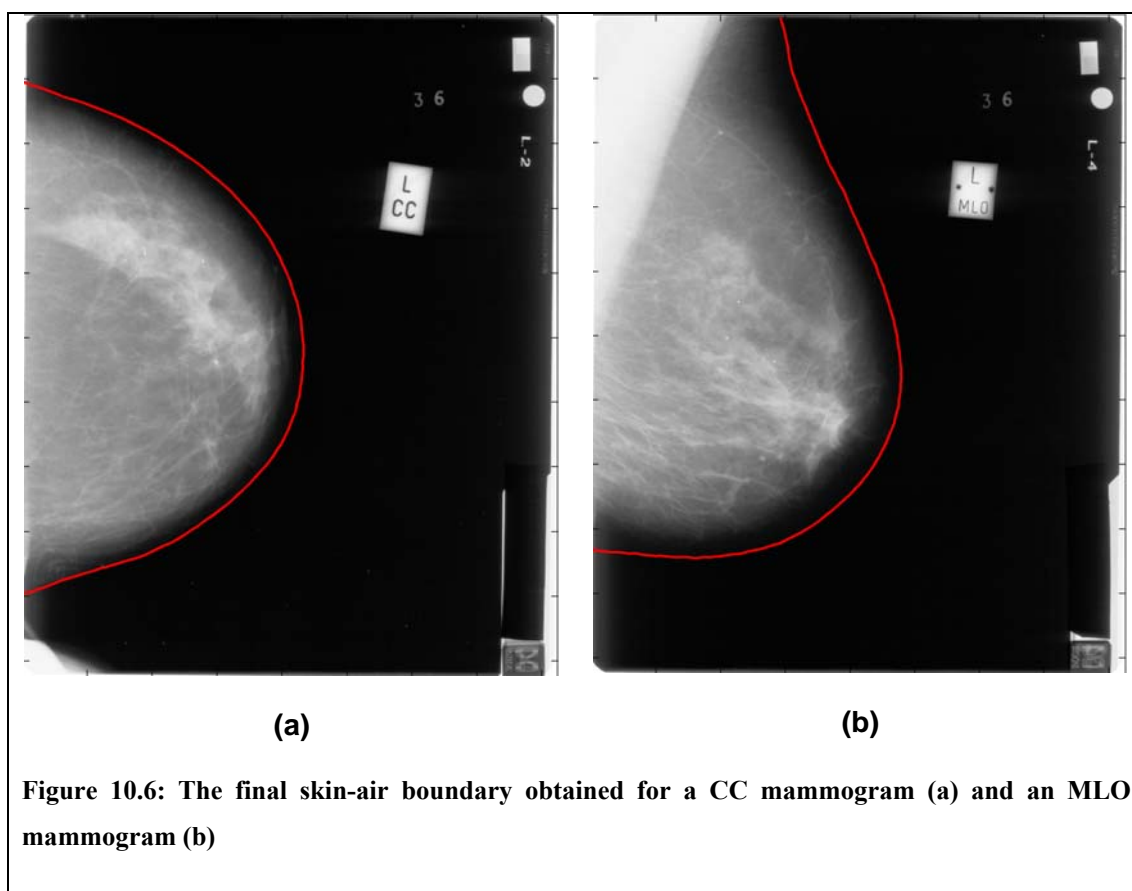 3 6
L-2
L
CC
3 6
L-4
L
MLO
(a)
(b)
Figure 10.6: The final skin-air boundary obtained for a CC mammogram (a) and an MLO
mammogram (b)